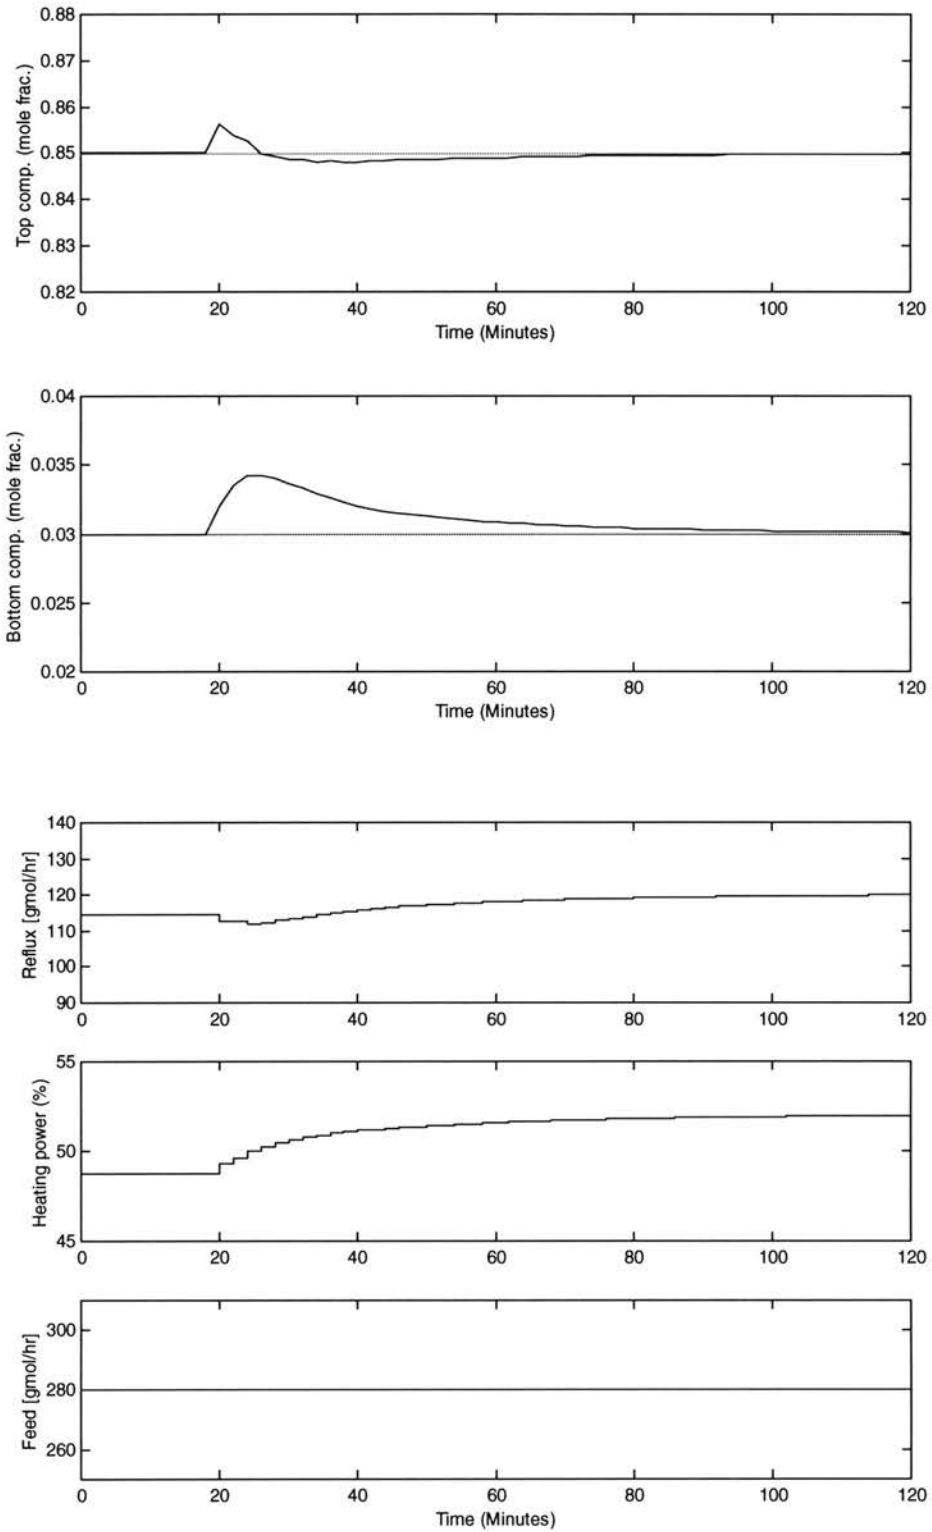 0.88
0.87
0.86
0.85
0.84
0.83
0.82
Top comp. (mole frac.)
0 20 40 60 80 100 120
Time (Minutes)
0.04
0.035
0.03
0.025
0.02
Bottom comp. (mole frac.)
0 20 40 60 80 100 120
Time (Minutes)
140
130
120
110
100
90
Reflux [gmol/hr]
0 20 40 60 80 100 120
55
50
45
Heating power (%)
0 20 40 60 80 100 120
300
280
260
Feed [gmol/hr]
0 20 40 60 80 100 120
Time (Minutes)